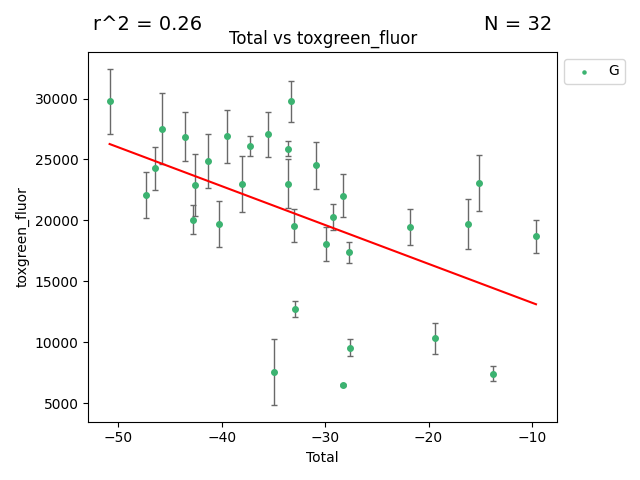 r^2 = 0.26
N = 32
Total vs toxgreen_fluor
G
30000
25000
20000
15000
10000
5000
toxgreen_fluor
−50
−40
−30
−20
−10
Total